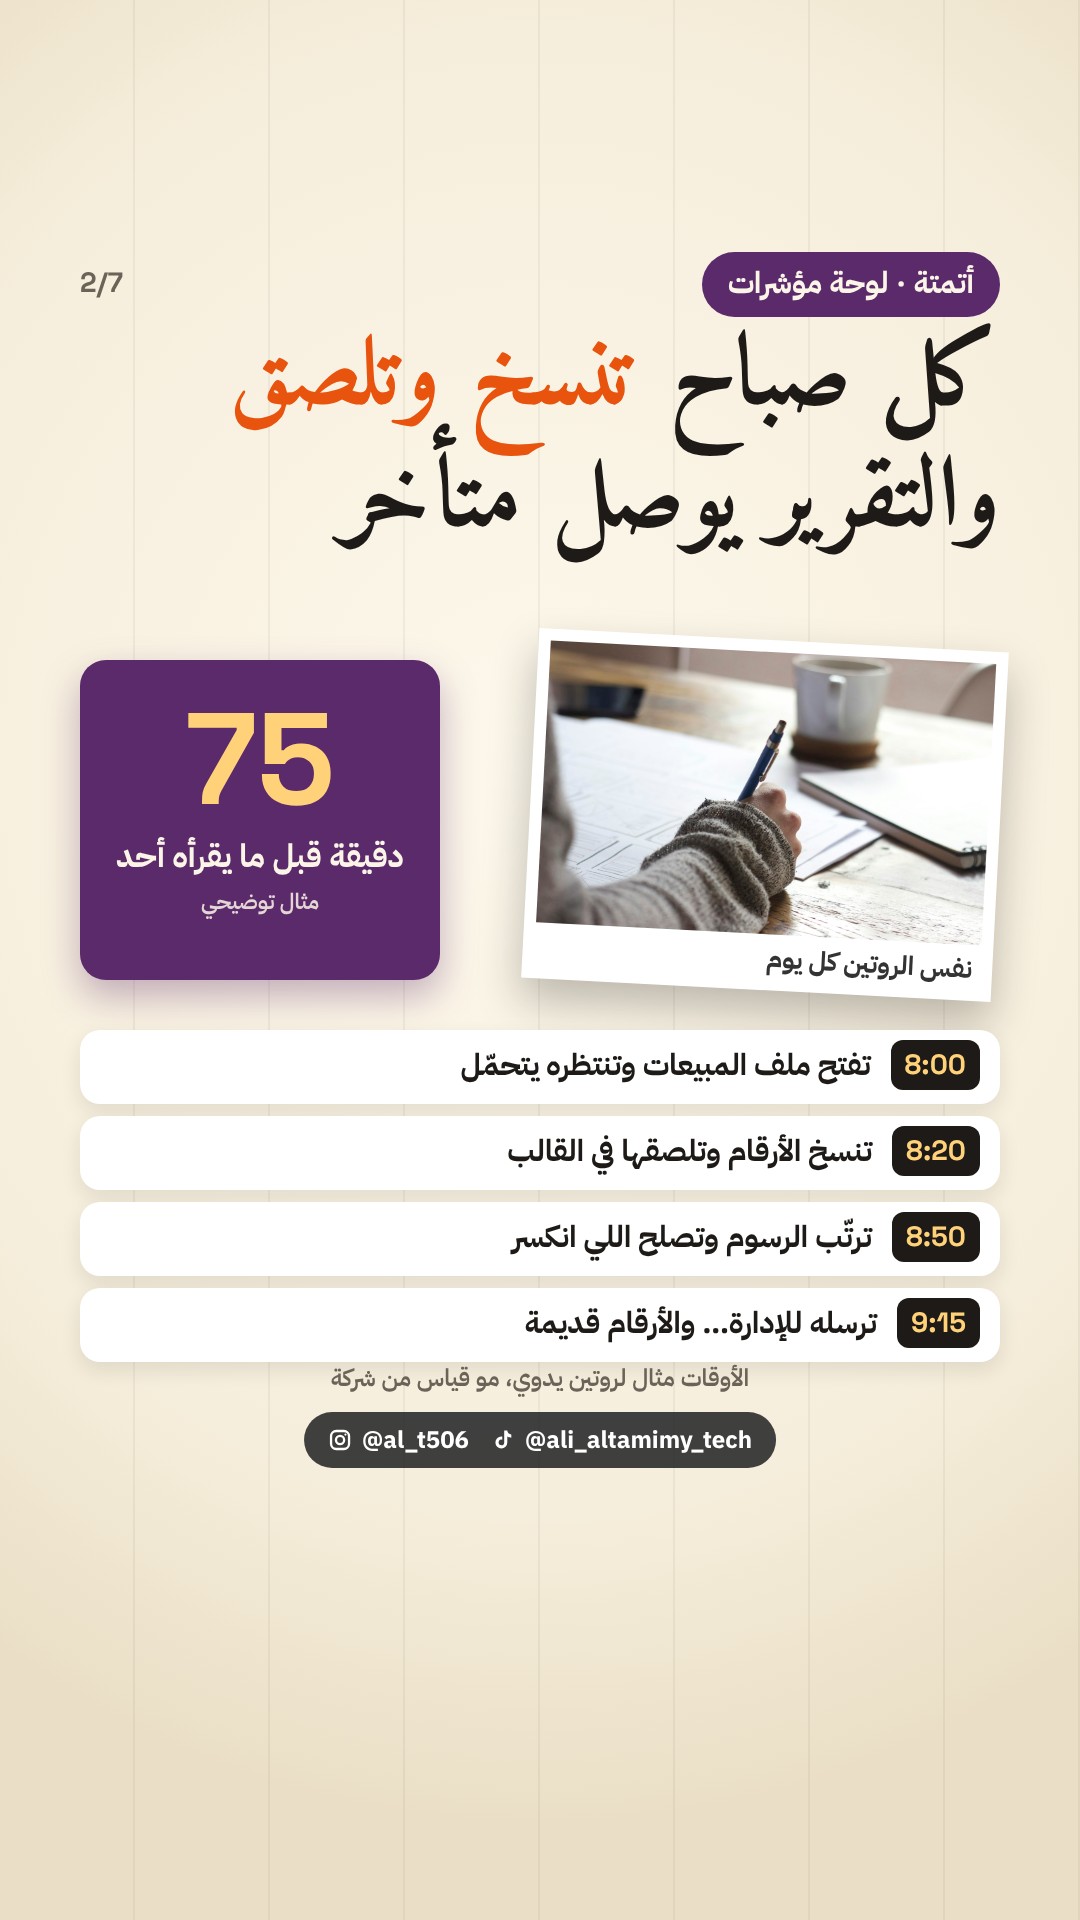 أتمتة · لوحة مؤشرات
2/7
كل صباح تنسخ وتلصق
والتقرير يوصل متأخر
75
دقيقة قبل ما يقرأه أحد
مثال توضيحي
نفس الروتين كل يوم
8:00 تفتح ملف المبيعات وتنتظره يتحمّل
8:20 تنسخ الأرقام وتلصقها في القالب
8:50 ترتّب الرسوم وتصلح اللي انكسر
9:15 ترسله للإدارة... والأرقام قديمة
الأوقات مثال لروتين يدوي، مو قياس من شركة
@al_t506 @ali_altamimy_tech